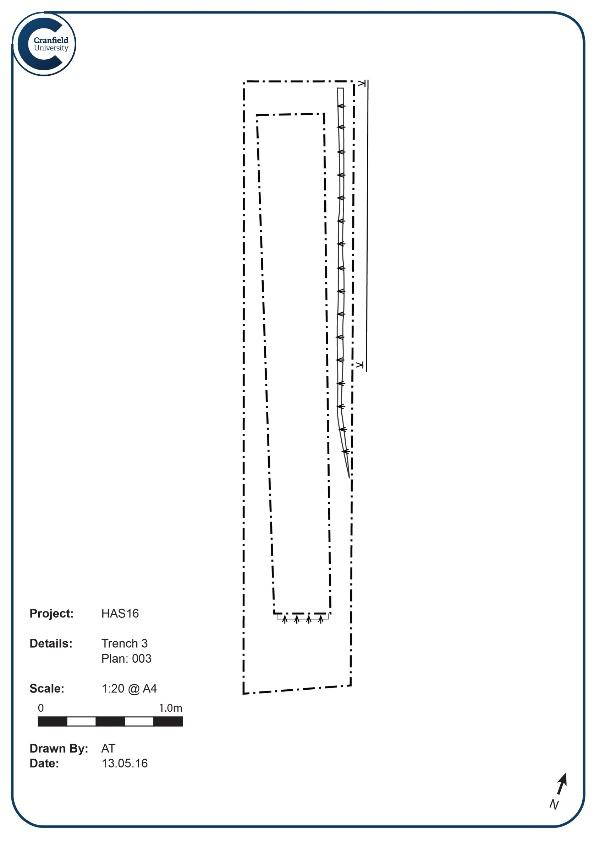 Cranfield
University
Project: HAS16
Details: Trench 3
Plan: 003
Scale: 1:20 @ A4
0 1.0m
Drawn By: AT
Date: 13.05.16
N